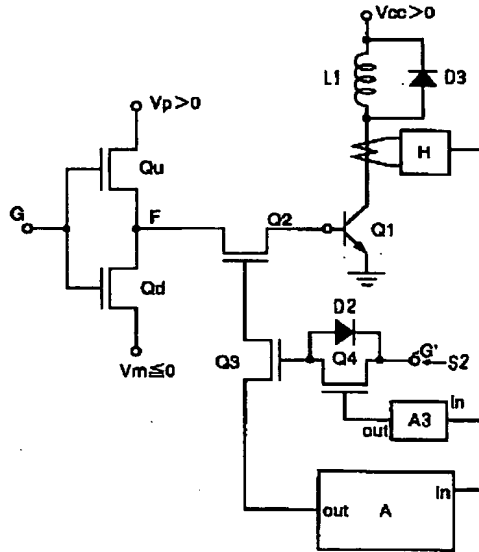 Vcc>0
L1
D3
Vp>0
H
Qu
G
F
Q2
Q1
Qd
D2
Vm≦0
Q3
Q4
G'
S2
in
out
A3
in
out
A